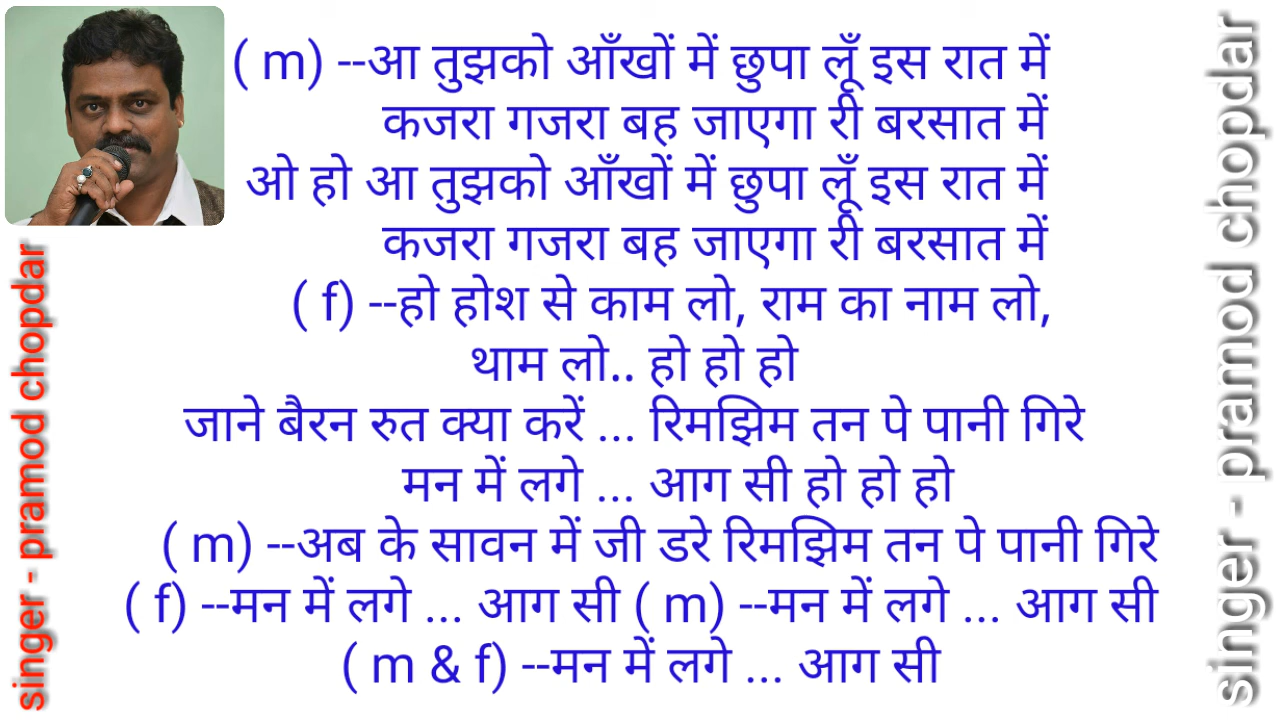 ( m) --आ तुझको आँखों में छुपा लूँ इस रात में
कजरा गजरा बह जाएगा री बरसात में
ओ हो आ तुझको आँखों में छुपा लूँ इस रात में
कजरा गजरा बह जाएगा री बरसात में
( f) --हो होश से काम लो, राम का नाम लो,
थाम लो.. हो हो हो
जाने बैरन रुत क्या करें ... रिमझिम तन पे पानी गिरे
मन में लगे ... आग सी हो हो हो
( m) --अब के सावन में जी डरे रिमझिम तन पे पानी गिरे
( f) --मन में लगे ... आग सी ( m) --मन में लगे ... आग सी
( m & f) --मन में लगे ... आग सी
singer - pramod chopdar
singer - pramod chopdar